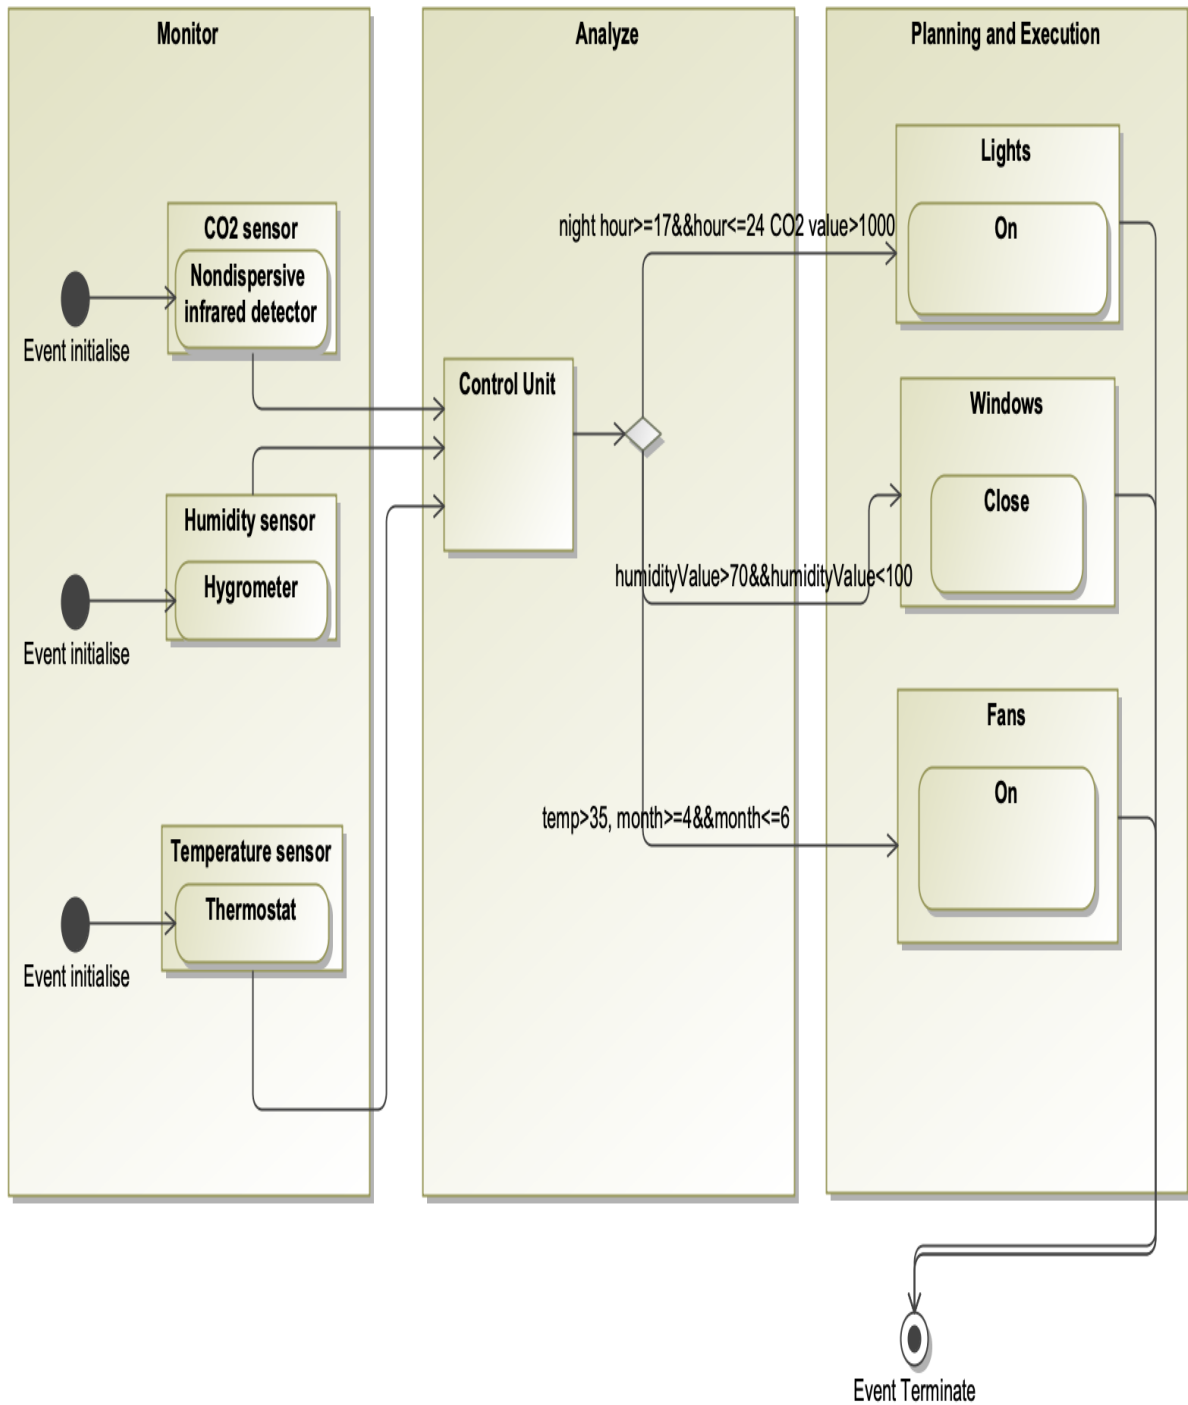 Monitor
Analyze
Planning and Execution
CO2 sensor
Nondispersive
infrared detector
Event initialise
Humidity sensor
Hygrometer
Event initialise
Temperature sensor
Thermostat
Event initialise
Control Unit
night hour>=17&&hour<=24 CO2 value>1000
humidityValue>70&&humidityValue<100
temp>35, month>=4&&month<=6
Lights
On
Windows
Close
Fans
On
Event Terminate